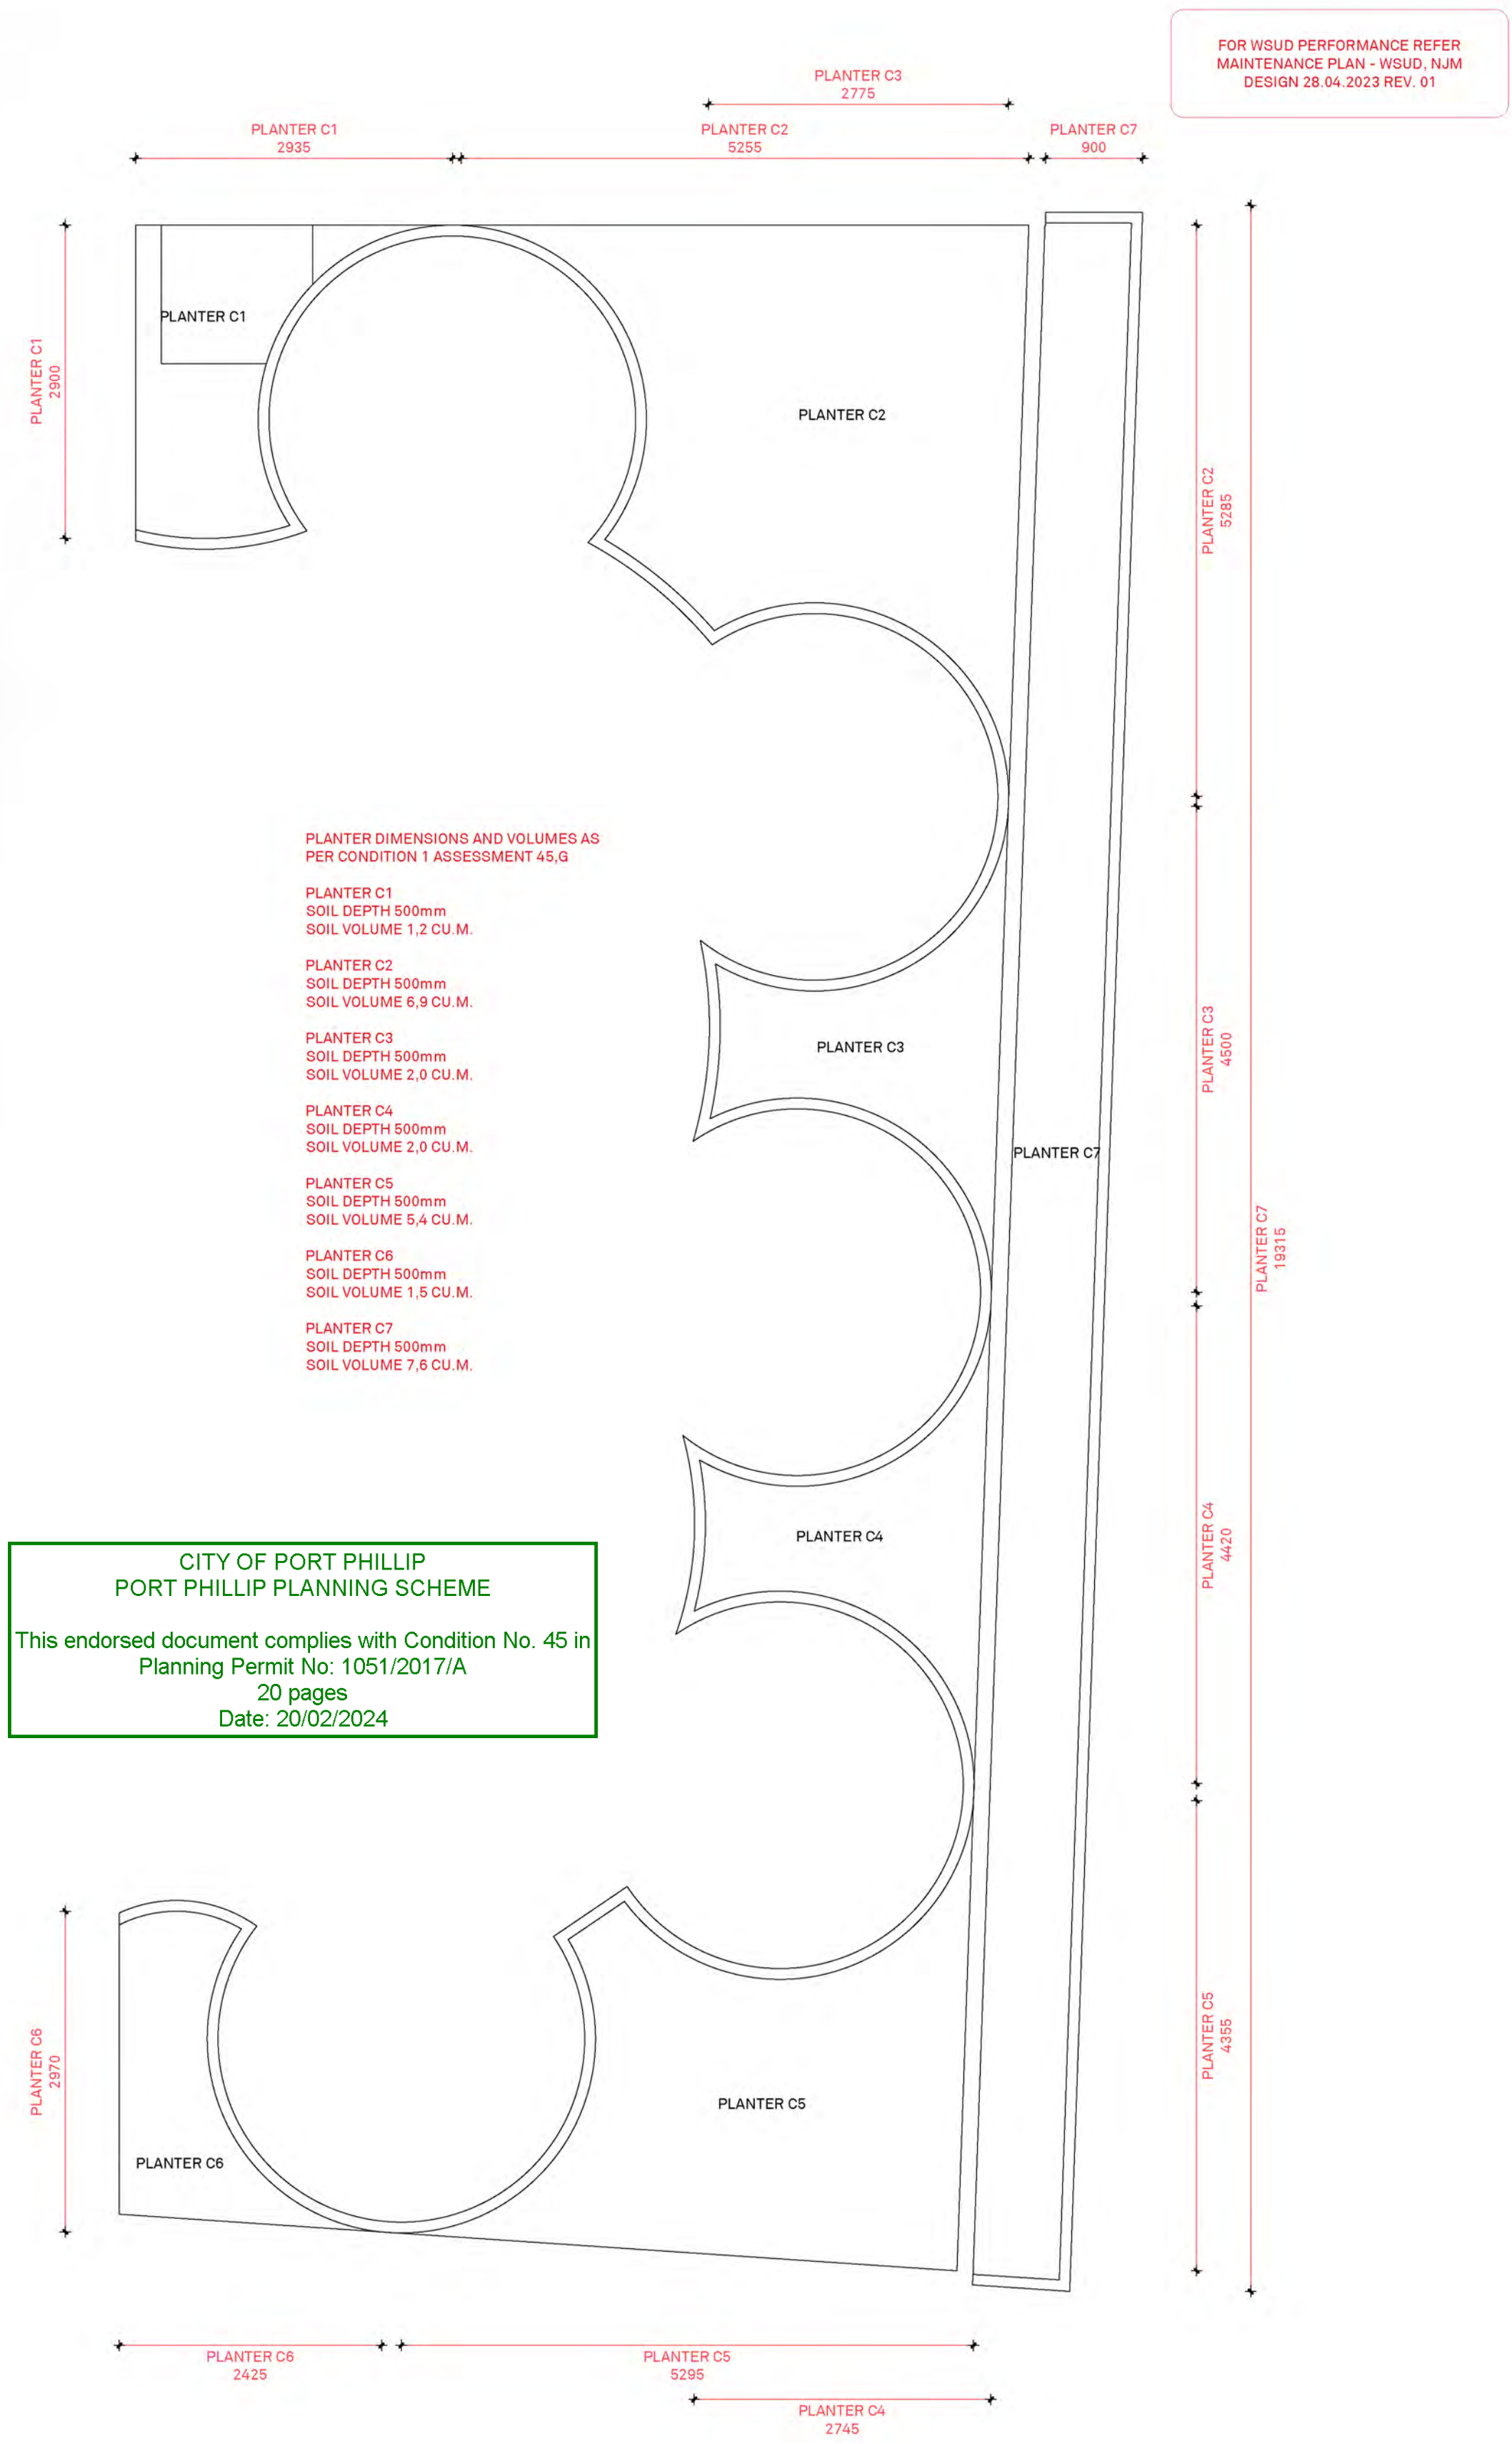 FOR WSUD PERFORMANCE REFER
MAINTENANCE PLAN - WSUD, NJM
DESIGN 28.04.2023 REV. 01
PLANTER C3
2775
PLANTER C1
2935
PLANTER C2
5255
PLANTER C7
900
PLANTER C1
2900
PLANTER C1
PLANTER C2
PLANTER C2
5285
PLANTER DIMENSIONS AND VOLUMES AS
PER CONDITION 1 ASSESSMENT 45,G
PLANTER C1
SOIL DEPTH 500mm
SOIL VOLUME 1,2 CU.M.
PLANTER C2
SOIL DEPTH 500mm
SOIL VOLUME 6,9 CU.M.
PLANTER C3
SOIL DEPTH 500mm
SOIL VOLUME 2,0 CU.M.
PLANTER C4
SOIL DEPTH 500mm
SOIL VOLUME 2,0 CU.M.
PLANTER C5
SOIL DEPTH 500mm
SOIL VOLUME 5,4 CU.M.
PLANTER C6
SOIL DEPTH 500mm
SOIL VOLUME 1,5 CU.M.
PLANTER C7
SOIL DEPTH 500mm
SOIL VOLUME 7,6 CU.M.
PLANTER C3
PLANTER C3
4500
PLANTER C7
PLANTER C7
19315
PLANTER C4
PLANTER C4
4420
CITY OF PORT PHILLIP
PORT PHILLIP PLANNING SCHEME
This endorsed document complies with Condition No. 45 in
Planning Permit No: 1051/2017/A
20 pages
Date: 20/02/2024
PLANTER C6
2970
PLANTER C6
PLANTER C5
PLANTER C5
4355
PLANTER C6
2425
PLANTER C5
5295
PLANTER C4
2745